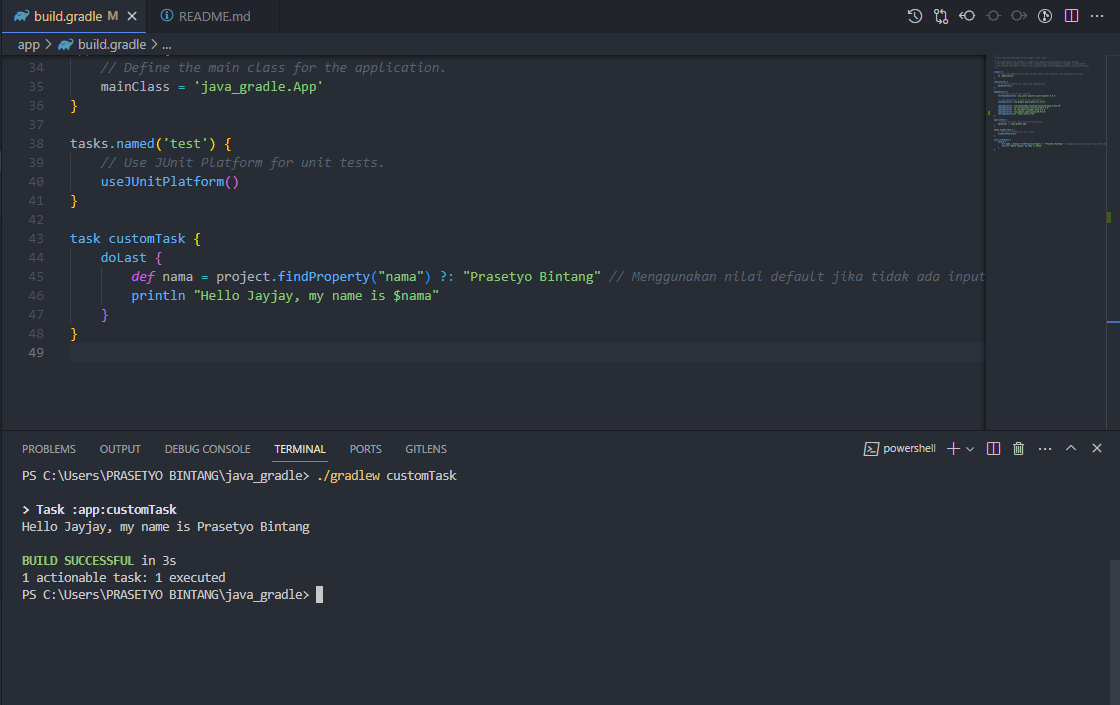 build.gradle M
README.md
app > build.gradle > ...
34 // Define the main class for the application.
35 mainClass = 'java_gradle.App'
36 }
37
38 tasks.named('test') {
39 // Use JUnit Platform for unit tests.
40 useJUnitPlatform()
41 }
42
43 task customTask {
44 doLast {
45 def nama = project.findProperty("nama") ?: "Prasetyo Bintang" // Menggunakan nilai default jika tidak ada input
46 println "Hello Jayjay, my name is $nama"
47 }
48 }
49
PROBLEMS OUTPUT DEBUG CONSOLE TERMINAL PORTS GITLENS
powershell
PS C:\Users\PRASETYO BINTANG\java_gradle> ./gradlew customTask
> Task :app:customTask
Hello Jayjay, my name is Prasetyo Bintang
BUILD SUCCESSFUL in 3s
1 actionable task: 1 executed
PS C:\Users\PRASETYO BINTANG\java_gradle>